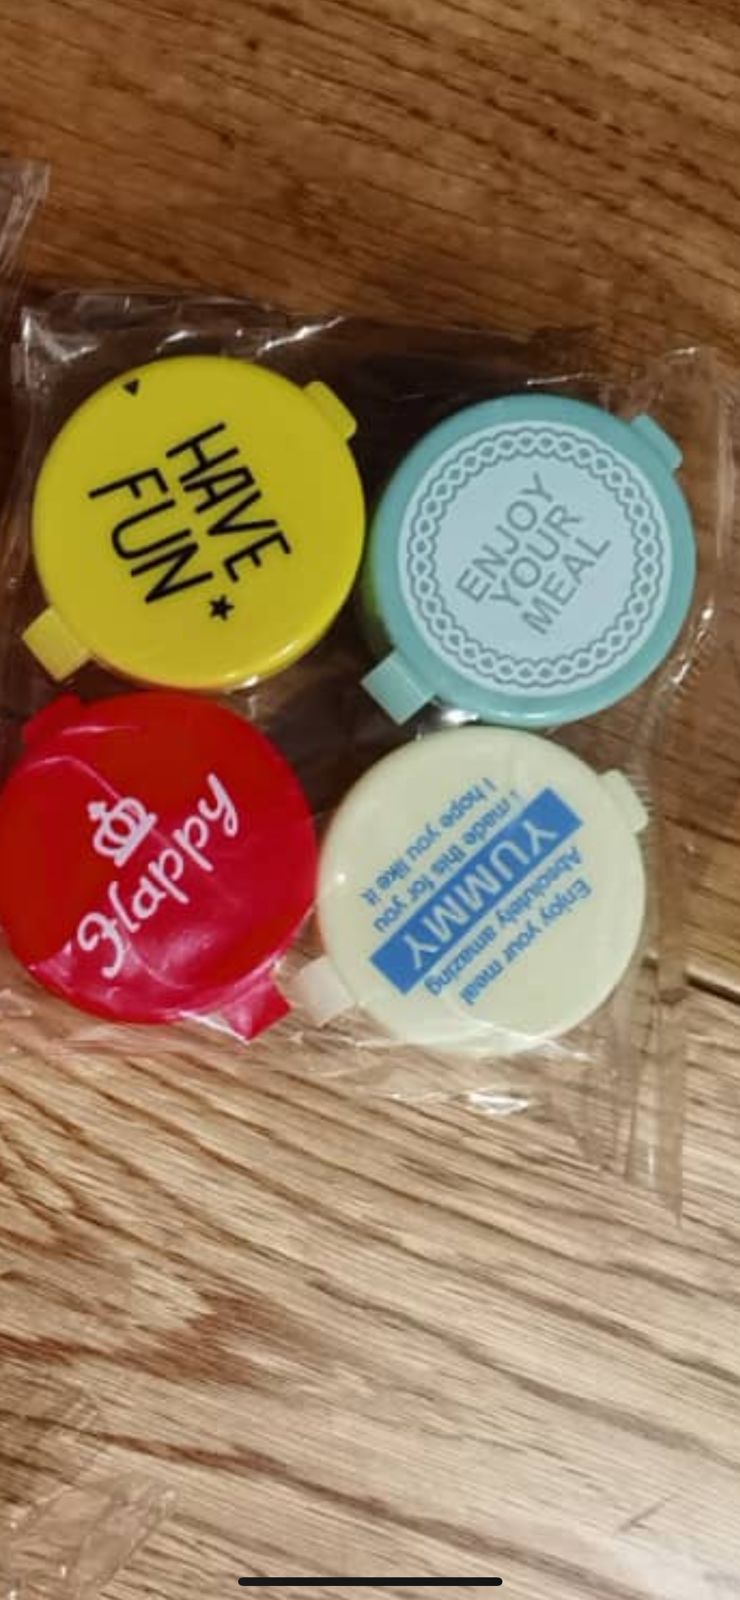 HAVE
FUN
ENJOY
YOUR
MEAL
Happy
Enjoy your meal
Absolutely amazing
YUMMY
I made this for you
I hope you like it